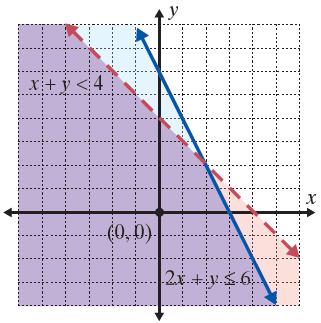 y
x + y < 4
x
(0, 0)
2x + y ≤ 6